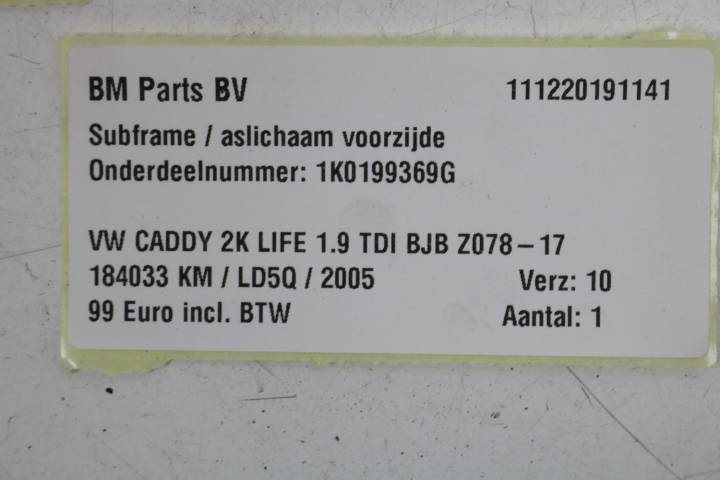 BM Parts BV 111220191141
Subframe / aslichaam voorzijde
Onderdeelnummer: 1K0199369G
VW CADDY 2K LIFE 1.9 TDI BJB Z078-17
184033 KM / LD5Q / 2005 Verz: 10
99 Euro incl. BTW Aantal: 1